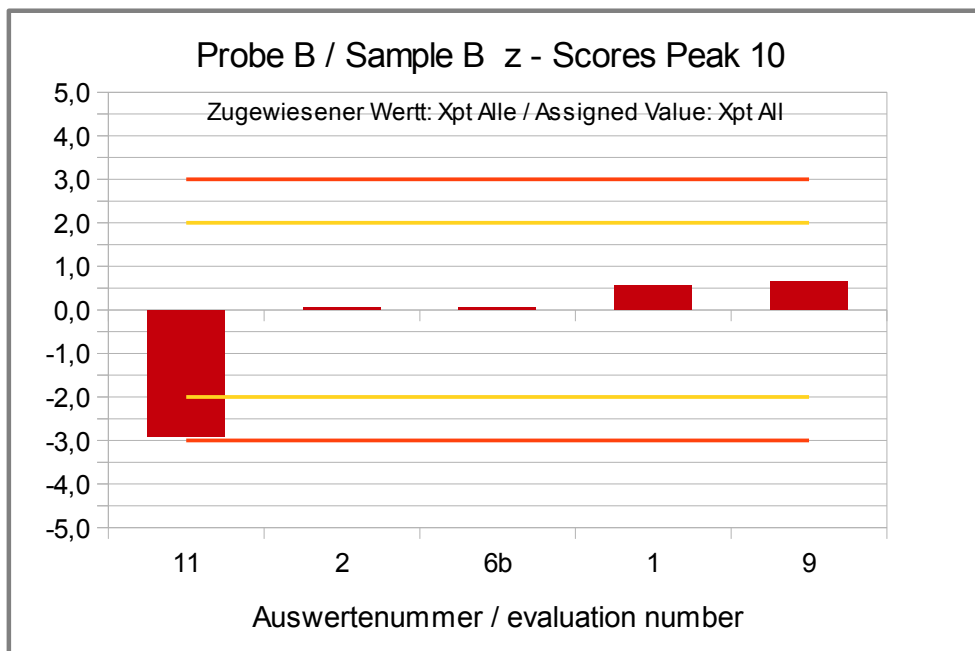 Probe B / Sample B  z - Scores Peak 10
Zugewiesener Wertt: Xpt Alle / Assigned Value: Xpt All
5,0
4,0
3,0
2,0
1,0
0,0
-1,0
-2,0
-3,0
-4,0
-5,0
11 2 6b 1 9
Auswertenummer / evaluation number